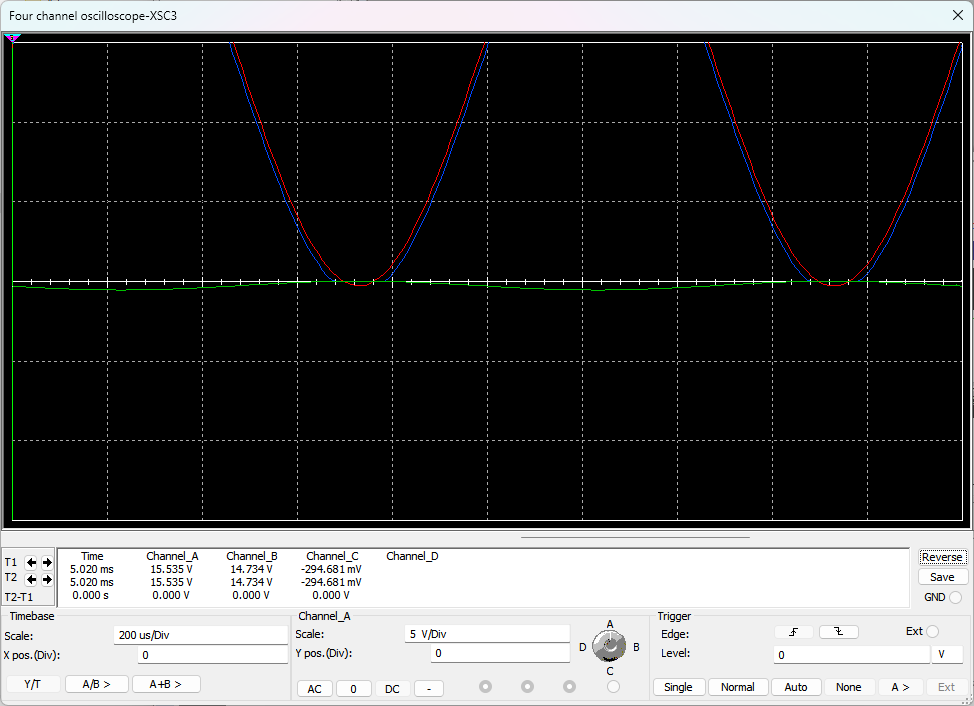 Four channel oscilloscope-XSC3
Time Channel_A Channel_B Channel_C Channel_D
T1 5.020 ms 15.535 V 14.734 V -294.681 mV
T2 5.020 ms 15.535 V 14.734 V -294.681 mV
T2-T1 0.000 s 0.000 V 0.000 V 0.000 V
Reverse
Save
GND
Timebase
Scale: 200 us/Div
X pos.(Div): 0
Y/T A/B > A+B >
Channel_A
Scale: 5 V/Div
Y pos.(Div): 0
AC 0 DC -
A
D B
C
Trigger
Edge: Ext
Level: 0 V
Single Normal Auto None A > Ext